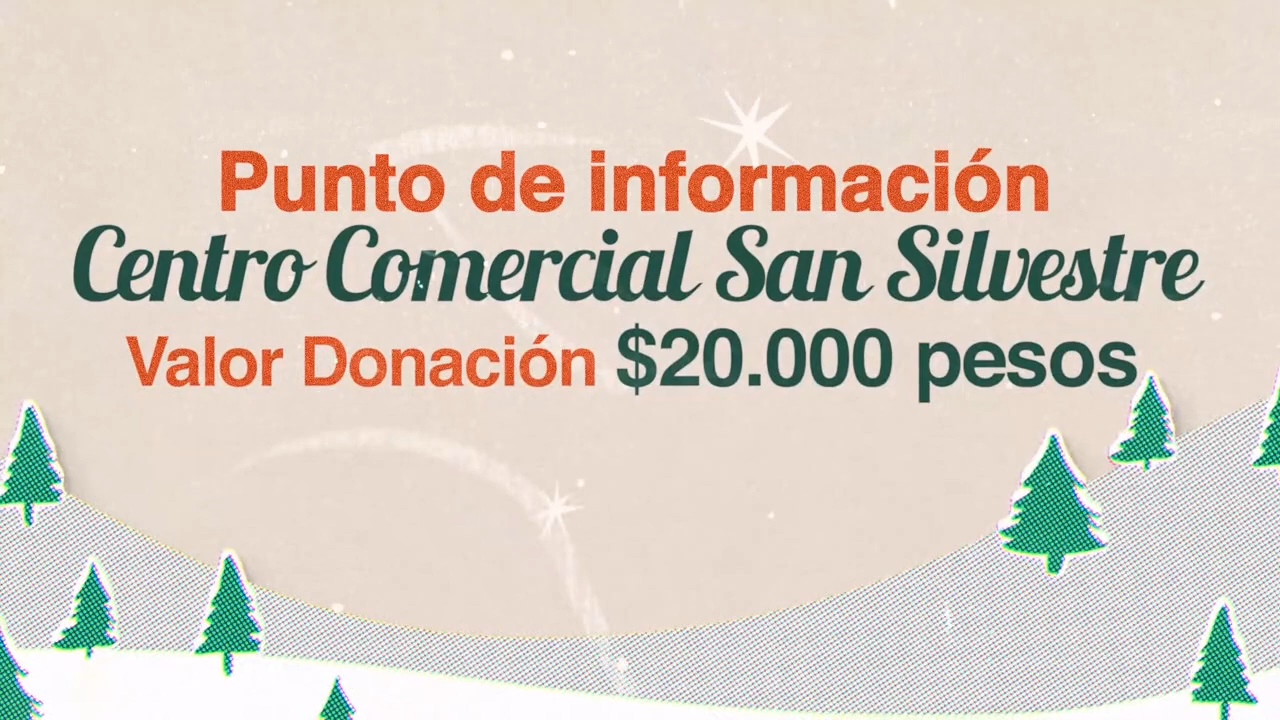 Punto de información
Centro Comercial San Silvestre
Valor Donación $20.000 pesos